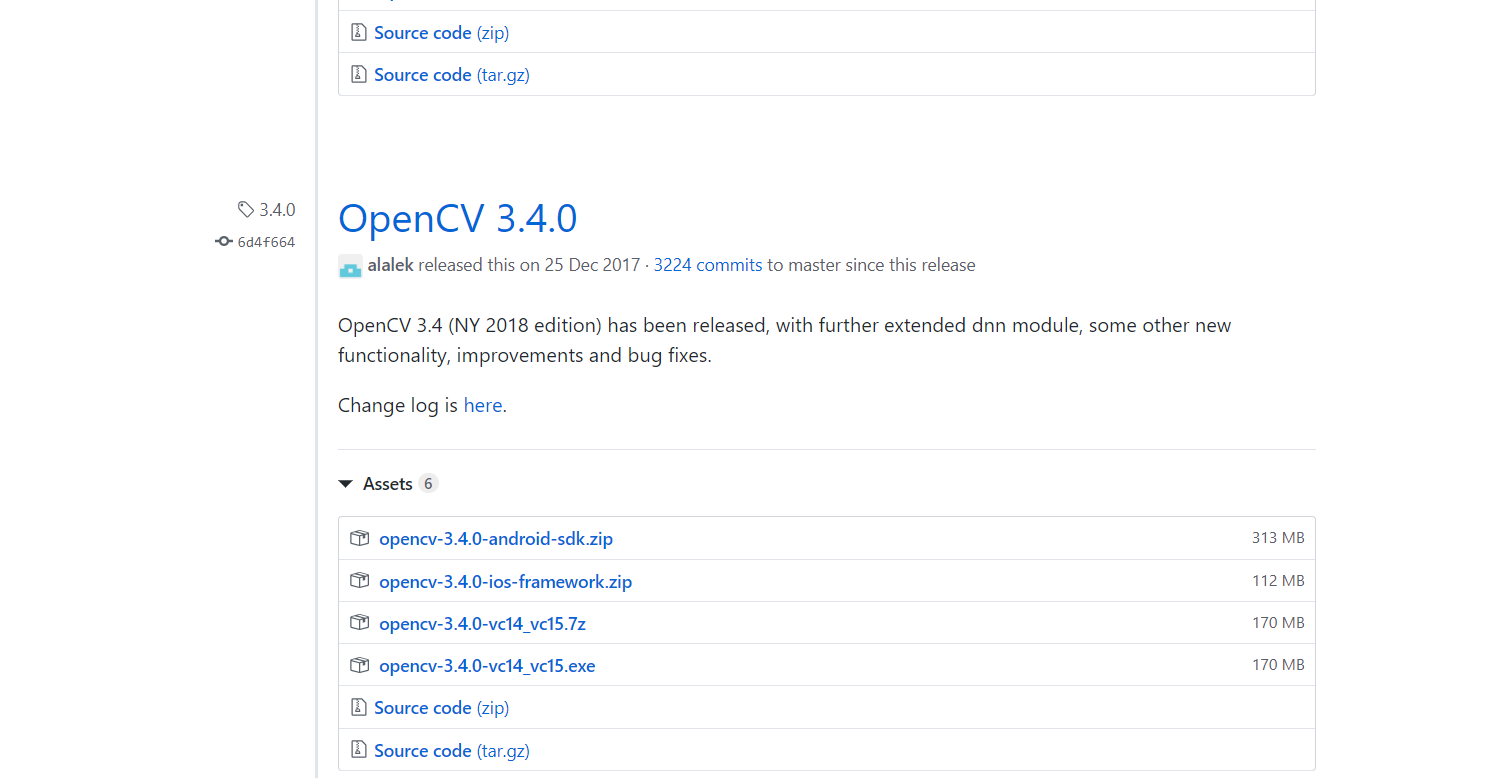 Source code (zip)
Source code (tar.gz)
3.4.0
6d4f664
OpenCV 3.4.0
alalek released this on 25 Dec 2017 · 3224 commits to master since this release
OpenCV 3.4 (NY 2018 edition) has been released, with further extended dnn module, some other new
functionality, improvements and bug fixes.
Change log is here.
Assets 6
opencv-3.4.0-android-sdk.zip 313 MB
opencv-3.4.0-ios-framework.zip 112 MB
opencv-3.4.0-vc14_vc15.7z 170 MB
opencv-3.4.0-vc14_vc15.exe 170 MB
Source code (zip)
Source code (tar.gz)